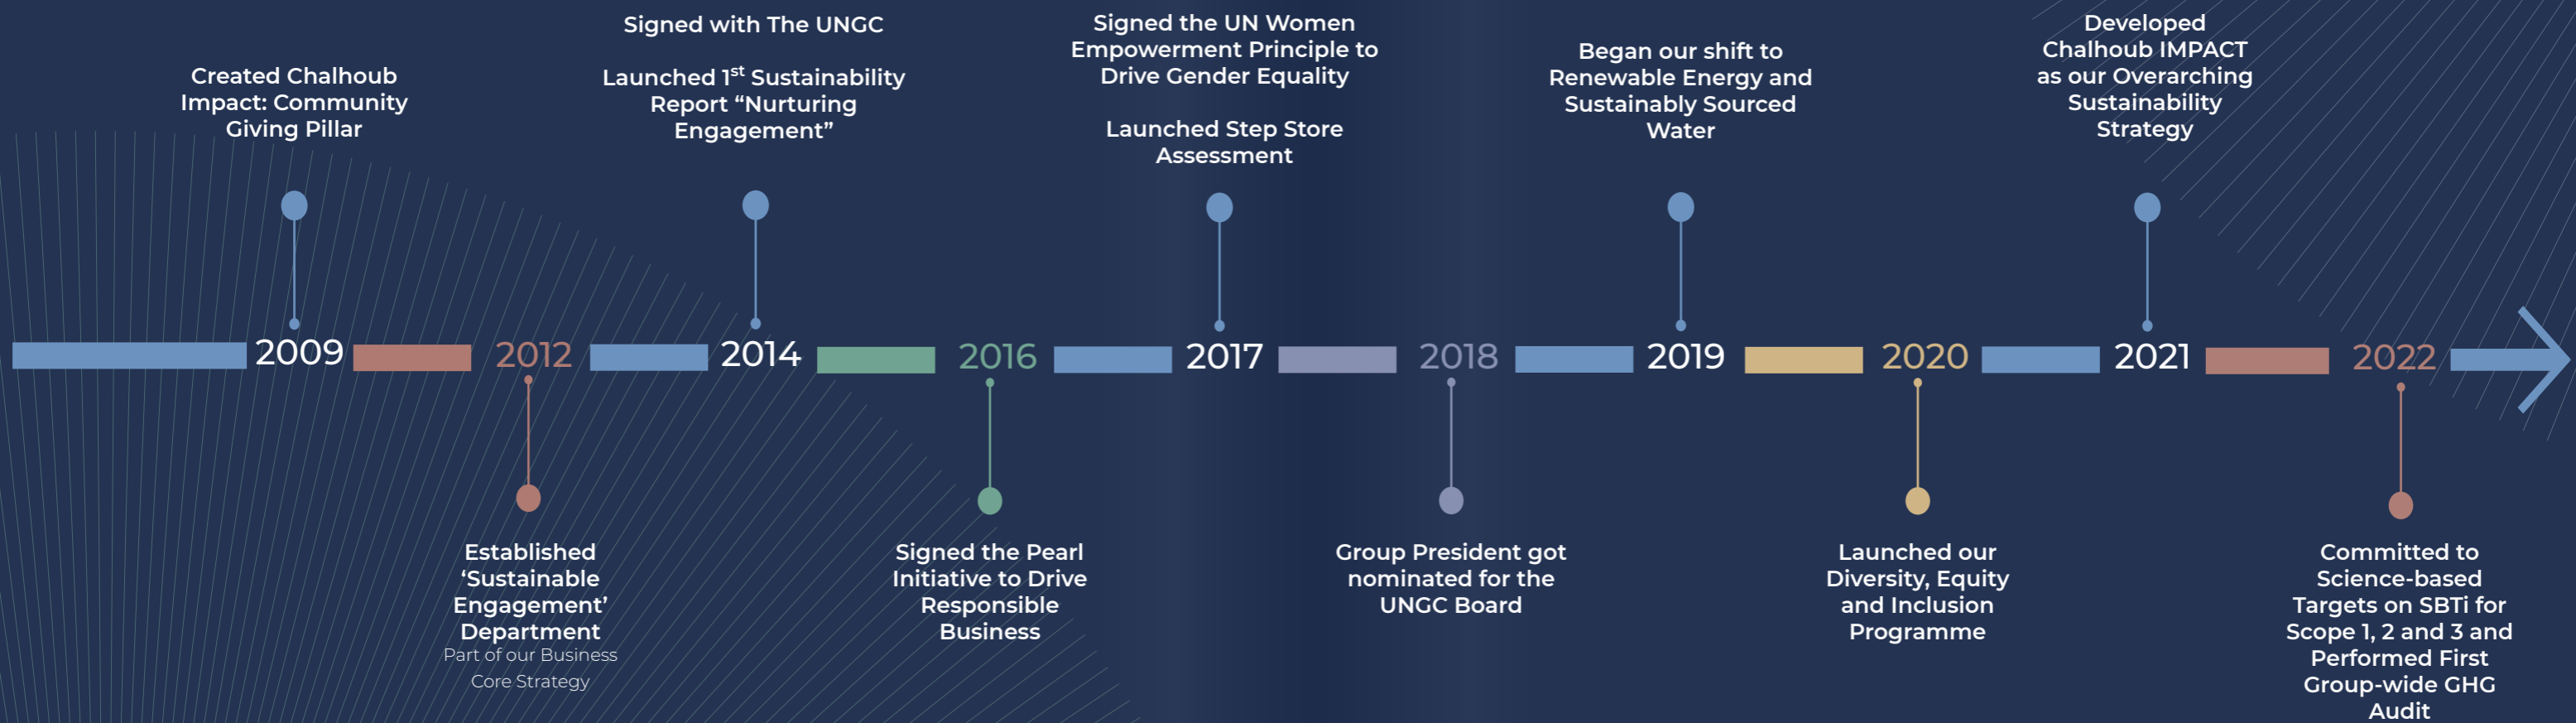 Created Chalhoub
Impact: Community
Giving Pillar
Signed with The UNGC
Launched 1st Sustainability
Report “Nurturing
Engagement”
Signed the UN Women
Empowerment Principle to
Drive Gender Equality
Launched Step Store
Assessment
Began our shift to
Renewable Energy and
Sustainably Sourced
Water
Developed
Chalhoub IMPACT
as our Overarching
Sustainability
Strategy
2009 2012 2014 2016 2017 2018 2019 2020 2021 2022
Established
‘Sustainable
Engagement’
Department
Part of our Business
Core Strategy
Signed the Pearl
Initiative to Drive
Responsible
Business
Group President got
nominated for the
UNGC Board
Launched our
Diversity, Equity
and Inclusion
Programme
Committed to
Science-based
Targets on SBTi for
Scope 1, 2 and 3 and
Performed First
Group-wide GHG
Audit